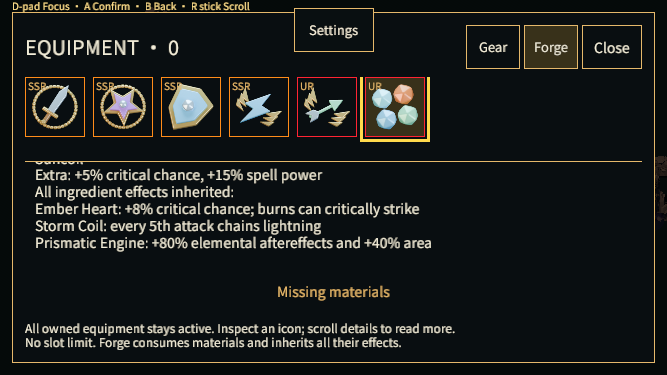 D-pad Focus • A Confirm • B Back • R stick Scroll
Settings
EQUIPMENT • 0
Gear
Forge
Close
SSR
SSR
SSR
SSR
UR
UR
Extra: +5% critical chance, +15% spell power
All ingredient effects inherited:
Ember Heart: +8% critical chance; burns can critically strike
Storm Coil: every 5th attack chains lightning
Prismatic Engine: +80% elemental aftereffects and +40% area
Missing materials
All owned equipment stays active. Inspect an icon; scroll details to read more.
No slot limit. Forge consumes materials and inherits all their effects.